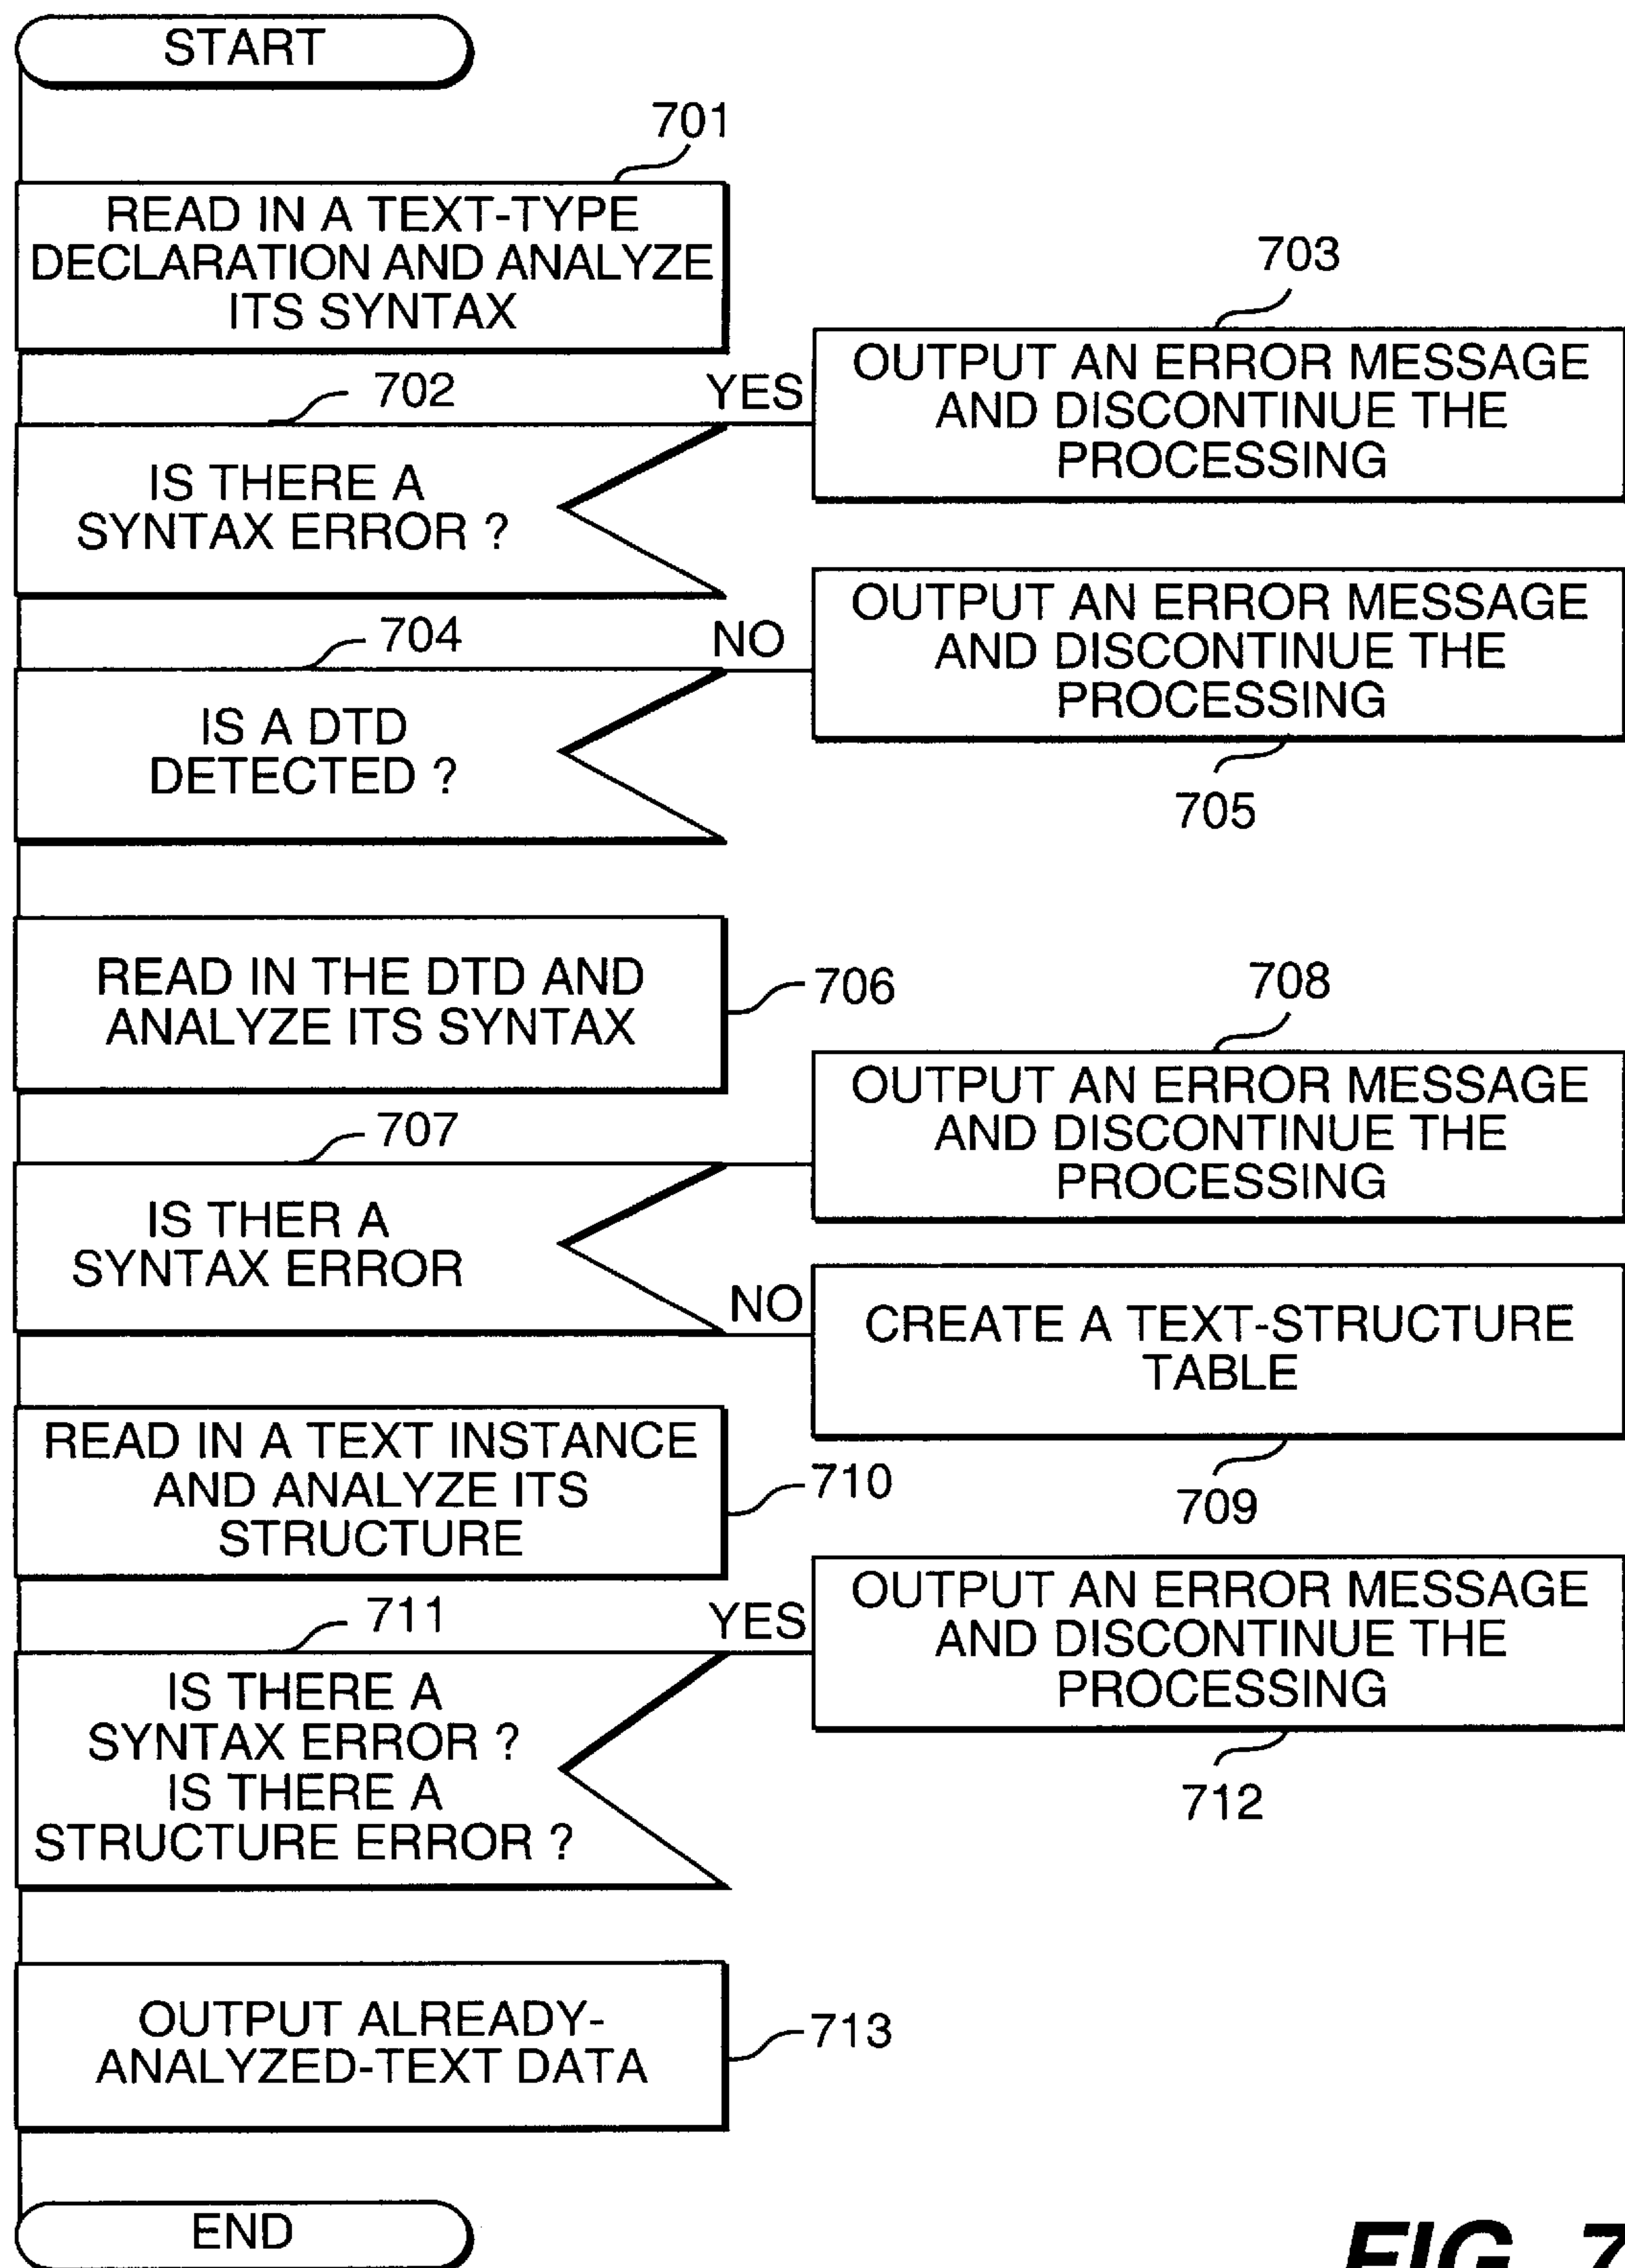 START
701
READ IN A TEXT-TYPE
DECLARATION AND ANALYZE
ITS SYNTAX
703
OUTPUT AN ERROR MESSAGE
AND DISCONTINUE THE
PROCESSING
702
YES
IS THERE A
SYNTAX ERROR ?
704
NO
OUTPUT AN ERROR MESSAGE
AND DISCONTINUE THE
PROCESSING
705
IS A DTD
DETECTED ?
READ IN THE DTD AND
ANALYZE ITS SYNTAX
706
708
OUTPUT AN ERROR MESSAGE
AND DISCONTINUE THE
PROCESSING
707
IS THER A
SYNTAX ERROR
NO
CREATE A TEXT-STRUCTURE
TABLE
709
READ IN A TEXT INSTANCE
AND ANALYZE ITS
STRUCTURE
710
711
YES
OUTPUT AN ERROR MESSAGE
AND DISCONTINUE THE
PROCESSING
712
IS THERE A
SYNTAX ERROR ?
IS THERE A
STRUCTURE ERROR ?
OUTPUT ALREADY-
ANALYZED-TEXT DATA
713
END
FIG. 7